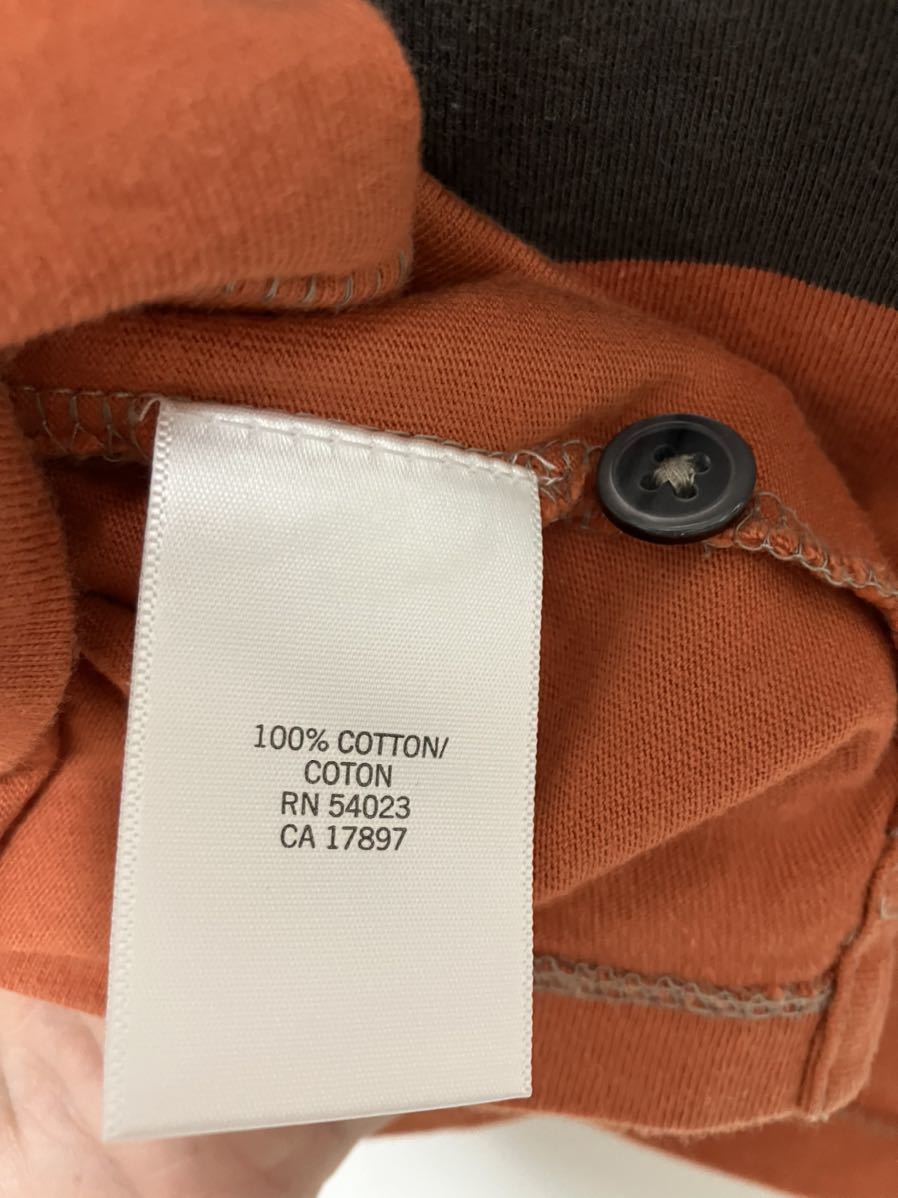 100% COTTON/
COTON
RN 54023
CA 17897